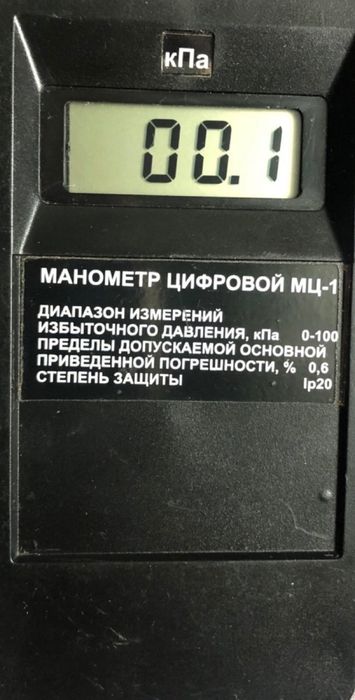 кПа
00.1
МАНОМЕТР ЦИФРОВОЙ МЦ-1
ДИАПАЗОН ИЗМЕРЕНИЙ
ИЗБЫТОЧНОГО ДАВЛЕНИЯ, кПа 0-100
ПРЕДЕЛЫ ДОПУСКАЕМОЙ ОСНОВНОЙ
ПРИВЕДЕННОЙ ПОГРЕШНОСТИ, % 0,6
СТЕПЕНЬ ЗАЩИТЫ Ip20